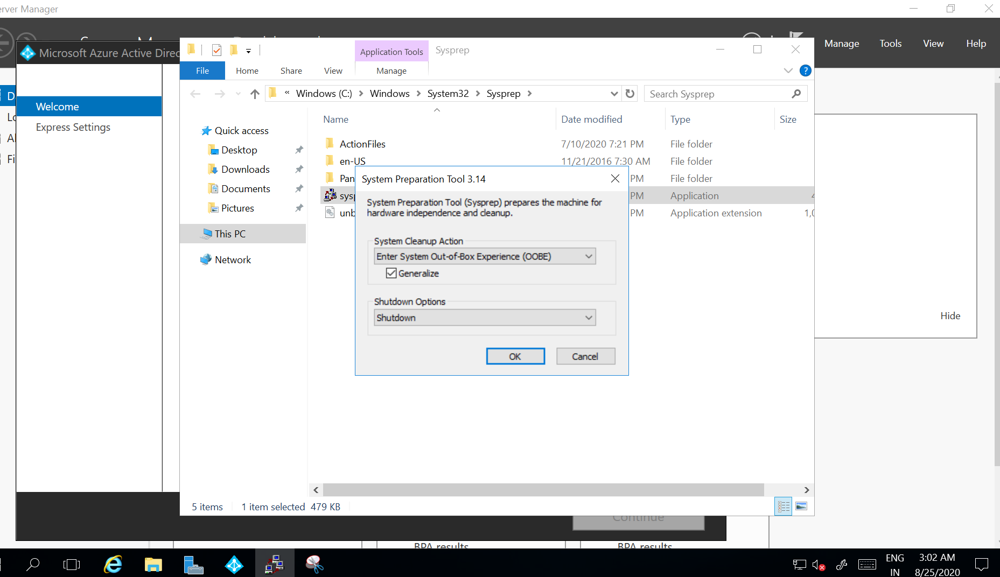 erver Manager
Manage Tools View Help
Microsoft Azure Active Direc
Welcome
Express Settings
Application Tools
Sysprep
File Home Share View Manage
« Windows (C:) > Windows > System32 > Sysprep >
Search Sysprep
Name Date modified Type Size
Quick access
Desktop
Downloads
Documents
Pictures
This PC
Network
ActionFiles 7/10/2020 7:21 PM File folder
en-US 11/21/2016 7:30 AM File folder
Pan PM File folder
sysp PM Application 4
unb PM Application extension 1,0
System Preparation Tool 3.14
System Preparation Tool (Sysprep) prepares the machine for
hardware independence and cleanup.
System Cleanup Action
Enter System Out-of-Box Experience (OOBE)
Generalize
Shutdown Options
Shutdown
OK Cancel
Hide
D
Lo
Al
Fi
5 items 1 item selected 479 KB
Continue
BPA results BPA results
ENG
IN
3:02 AM
8/25/2020